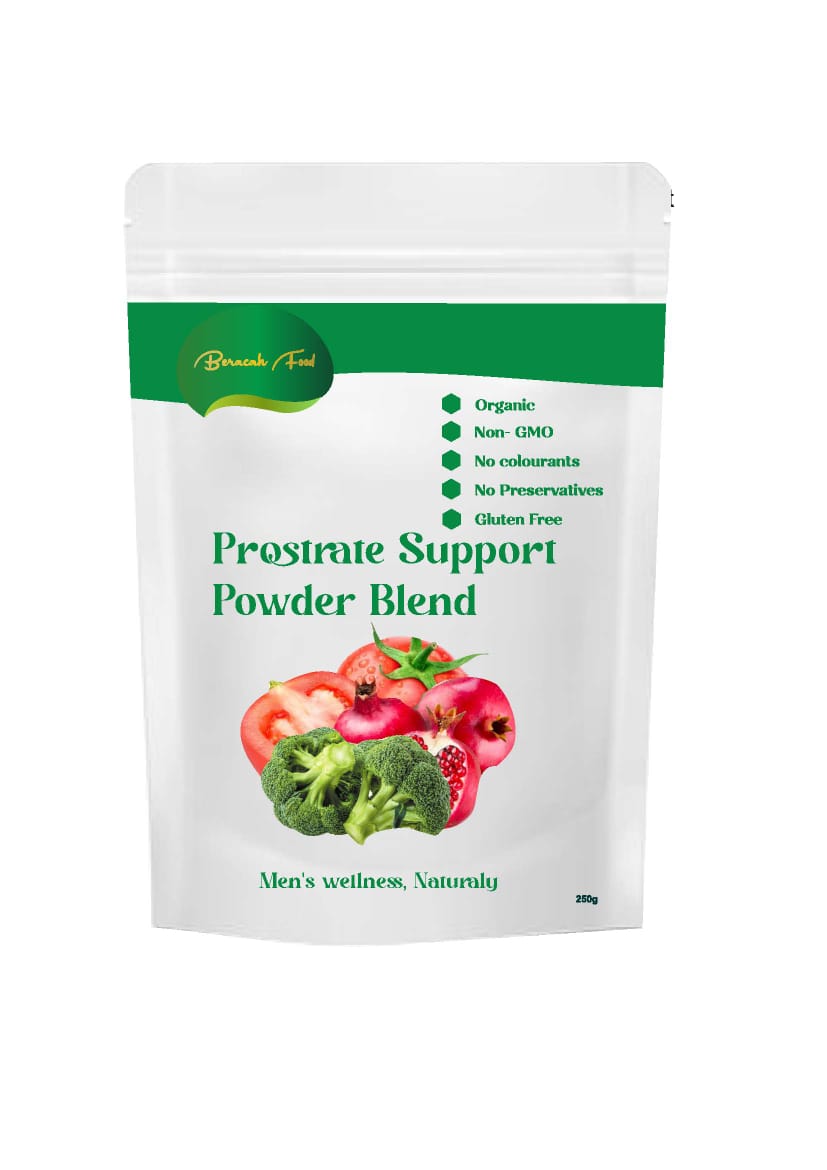 Beracah Food
Organic
Non- GMO
No colourants
No Preservatives
Gluten Free
Prostrate Support
Powder Blend
Men's wellness, Naturaly
250g